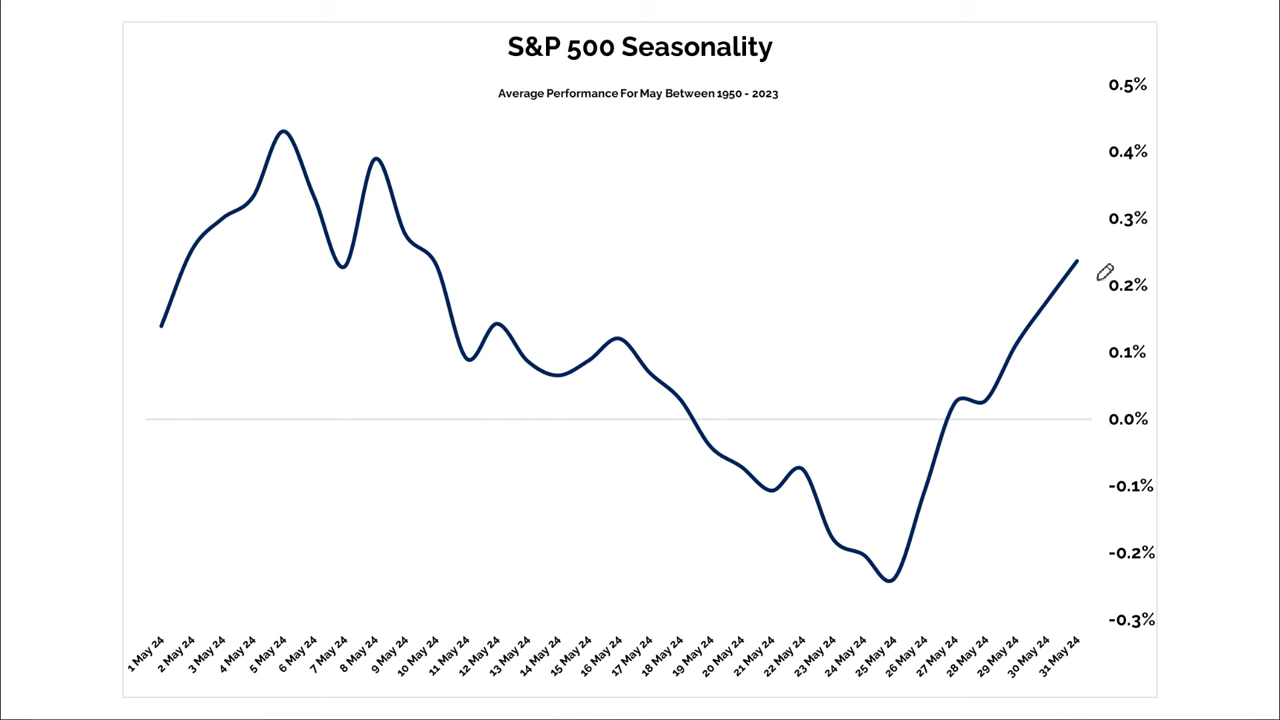 S&P 500 Seasonality
Average Performance For May Between 1950 - 2023
0.5%
0.4%
0.3%
0.2%
0.1%
0.0%
-0.1%
-0.2%
-0.3%
1 May 24
2 May 24
3 May 24
4 May 24
5 May 24
6 May 24
7 May 24
8 May 24
9 May 24
10 May 24
11 May 24
12 May 24
13 May 24
14 May 24
15 May 24
16 May 24
17 May 24
18 May 24
19 May 24
20 May 24
21 May 24
22 May 24
23 May 24
24 May 24
25 May 24
26 May 24
27 May 24
28 May 24
29 May 24
30 May 24
31 May 24